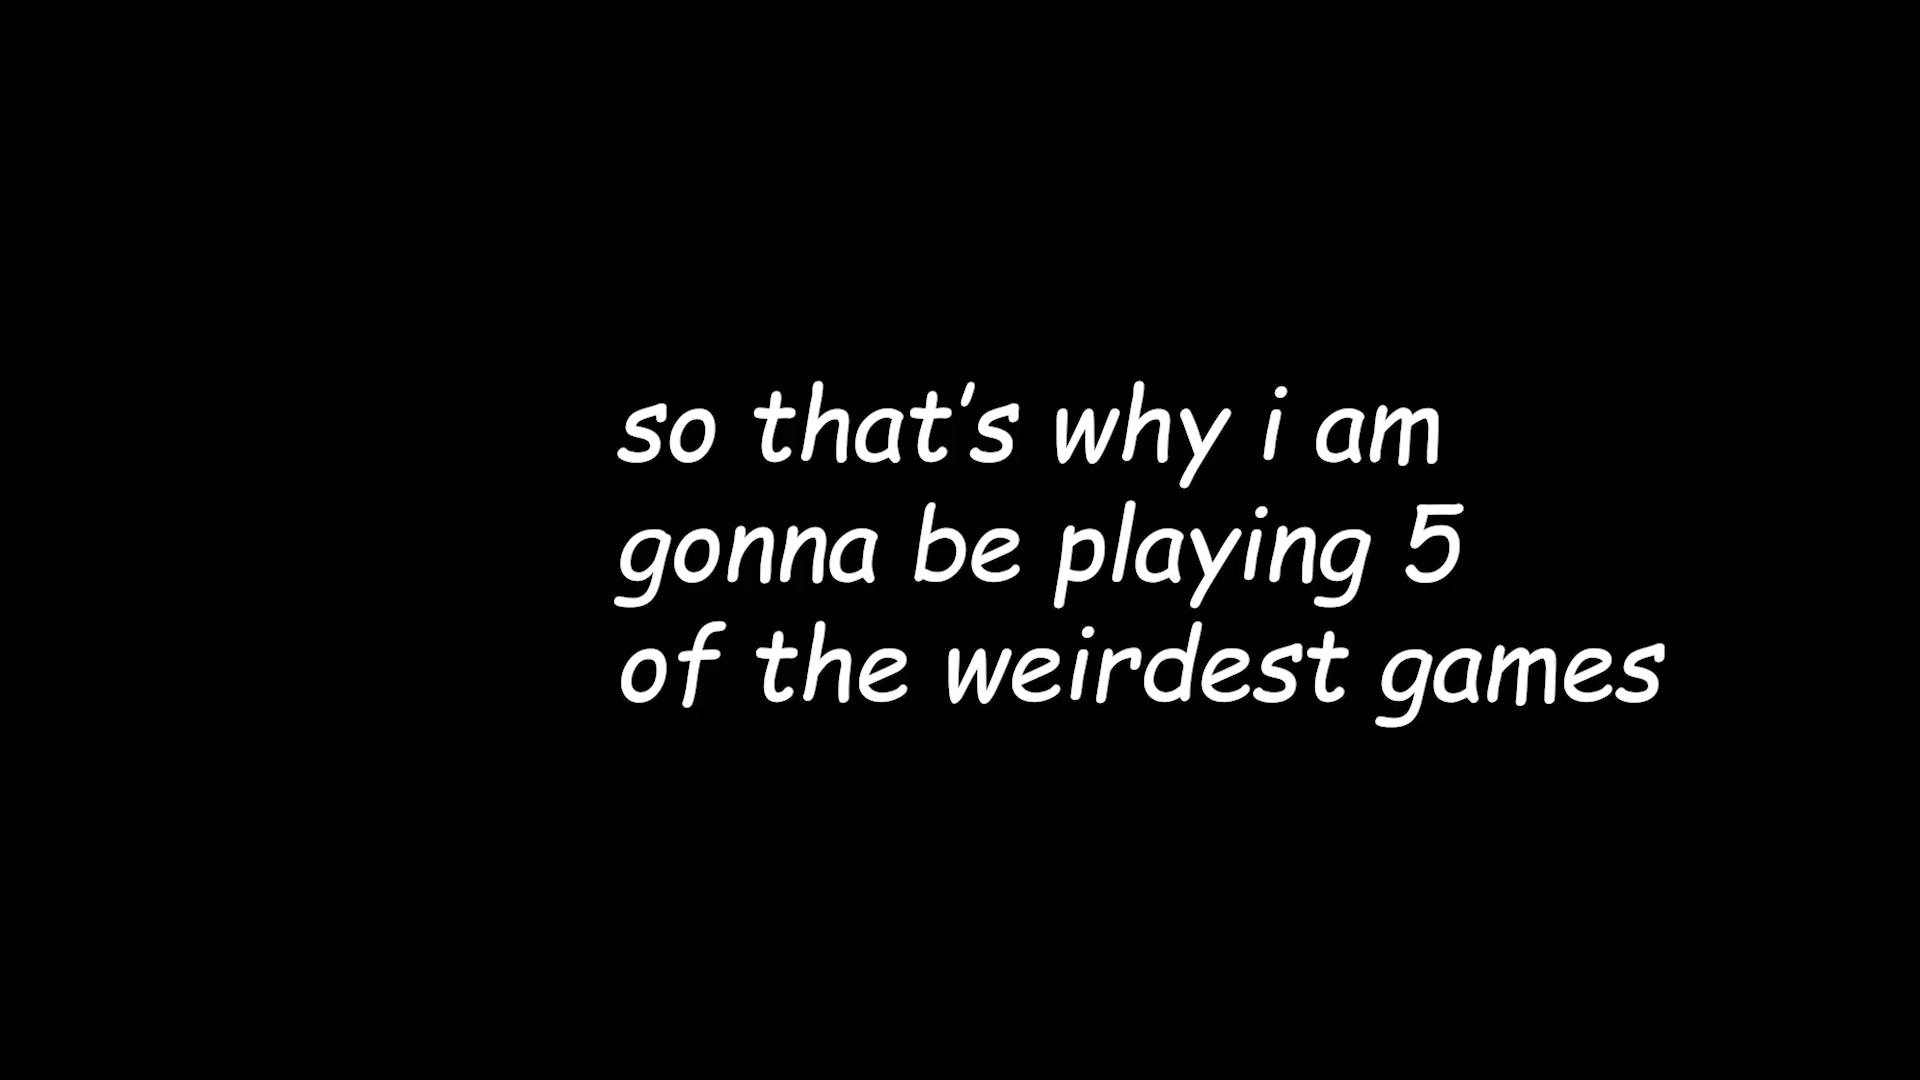 so that's why i am
gonna be playing 5
of the weirdest games